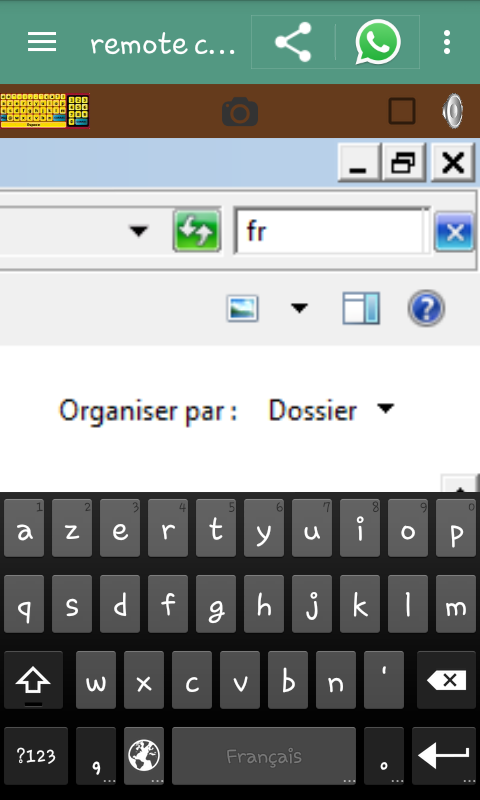 remote c...
fr
Organiser par : Dossier
1 2 3 4 5 6 7 8 9 0
a z e r t y u i o p
q s d f g h j k l m
w x c v b n '
?123 , Français .